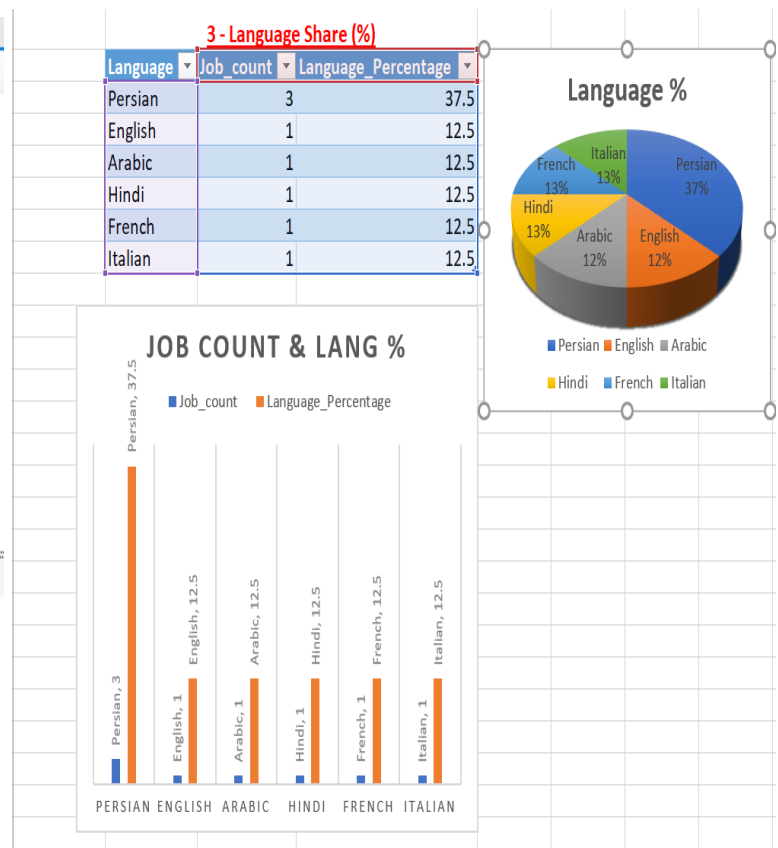 3 - Language Share (%)
Language Job_count Language_Percentage
Persian 3 37.5
English 1 12.5
Arabic 1 12.5
Hindi 1 12.5
French 1 12.5
Italian 1 12.5
Language %
Persian 37%
English 12%
Arabic 12%
Hindi 13%
French 13%
Italian 13%
Persian English Arabic
Hindi French Italian
JOB COUNT & LANG %
Job_count Language_Percentage
Persian, 3
Persian, 37.5
English, 1
English, 12.5
Arabic, 1
Arabic, 12.5
Hindi, 1
Hindi, 12.5
French, 1
French, 12.5
Italian, 1
Italian, 12.5
PERSIAN ENGLISH ARABIC HINDI FRENCH ITALIAN